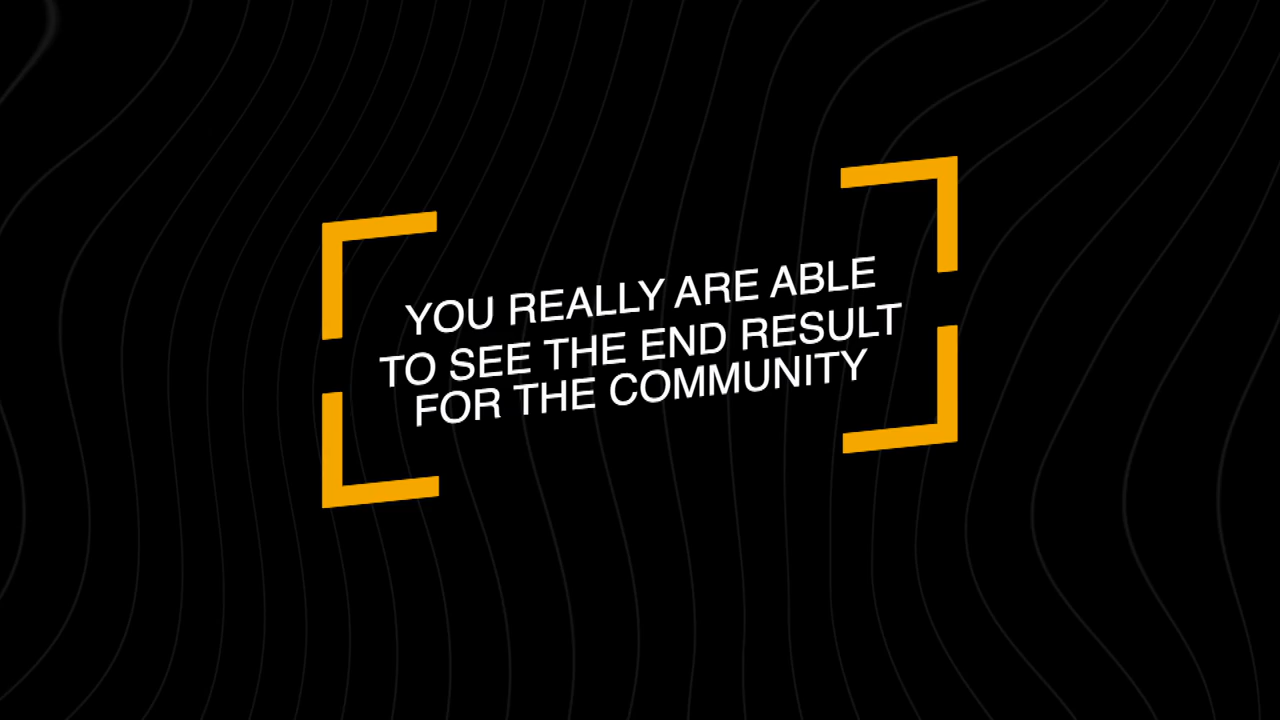 YOU REALLY ARE ABLE
TO SEE THE END RESULT
FOR THE COMMUNITY